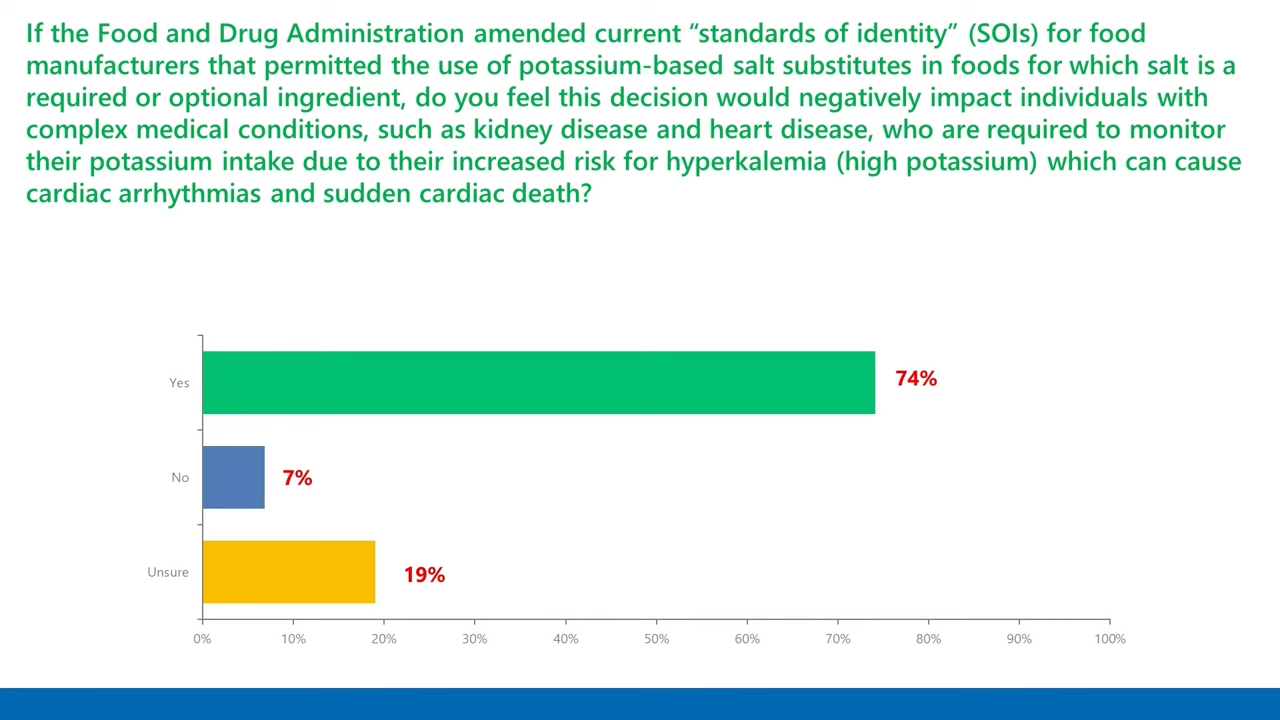 If the Food and Drug Administration amended current “standards of identity” (SOIs) for food
manufacturers that permitted the use of potassium-based salt substitutes in foods for which salt is a
required or optional ingredient, do you feel this decision would negatively impact individuals with
complex medical conditions, such as kidney disease and heart disease, who are required to monitor
their potassium intake due to their increased risk for hyperkalemia (high potassium) which can cause
cardiac arrhythmias and sudden cardiac death?
Yes
74%
No
7%
Unsure
19%
0% 10% 20% 30% 40% 50% 60% 70% 80% 90% 100%